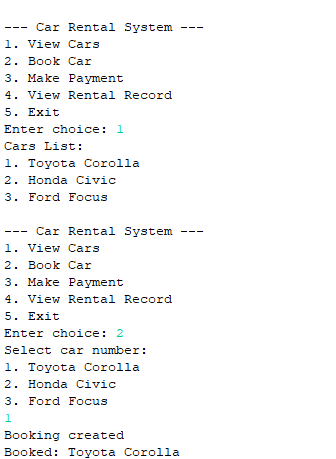 --- Car Rental System ---
1. View Cars
2. Book Car
3. Make Payment
4. View Rental Record
5. Exit
Enter choice: 1
Cars List:
1. Toyota Corolla
2. Honda Civic
3. Ford Focus
--- Car Rental System ---
1. View Cars
2. Book Car
3. Make Payment
4. View Rental Record
5. Exit
Enter choice: 2
Select car number:
1. Toyota Corolla
2. Honda Civic
3. Ford Focus
1
Booking created
Booked: Toyota Corolla